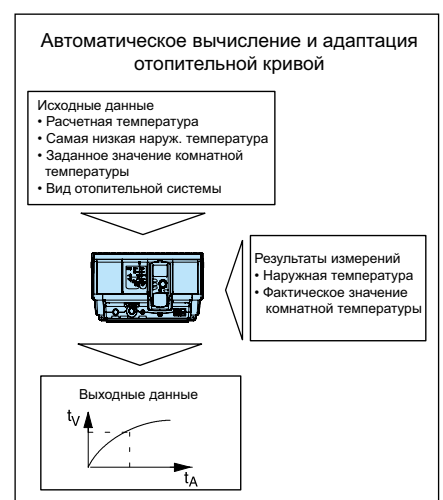 Автоматическое вычисление и адаптация
отопительной кривой
Исходные данные
• Расчетная температура
• Самая низкая наруж. температура
• Заданное значение комнатной
температуры
• Вид отопительной системы
Результаты измерений
• Наружная температура
• Фактическое значение
комнатной температуры
Выходные данные
tV
tA